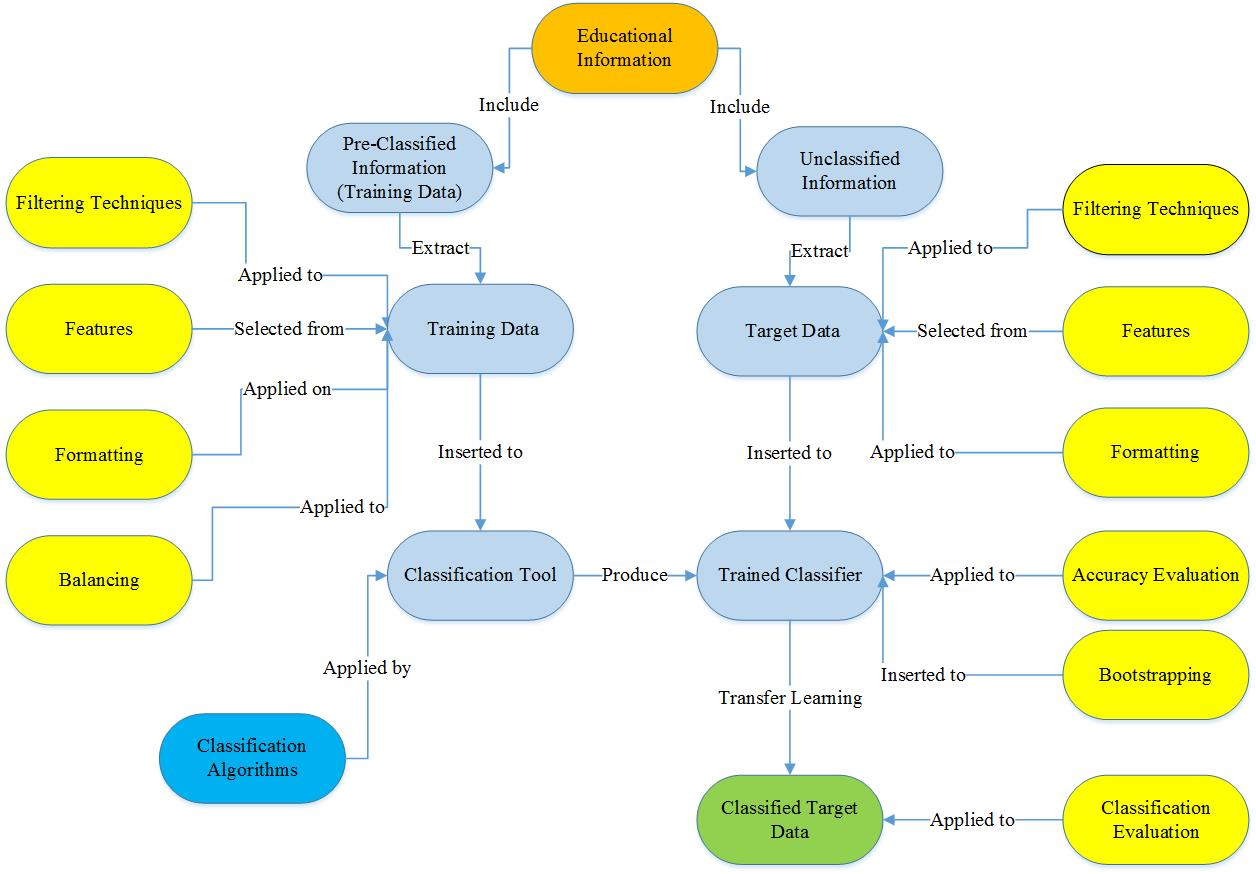 Educational
Information
Include
Include
Pre-Classified
Information
(Training Data)
Unclassified
Information
Filtering Techniques
Filtering Techniques
Extract
Extract
Applied to
Applied to
Features
Selected from
Training Data
Target Data
Selected from
Features
Applied on
Formatting
Inserted to
Inserted to
Applied to
Formatting
Applied to
Balancing
Classification Tool
Produce
Trained Classifier
Applied to
Accuracy Evaluation
Applied by
Inserted to
Bootstrapping
Transfer Learning
Classification
Algorithms
Classified Target
Data
Applied to
Classification
Evaluation